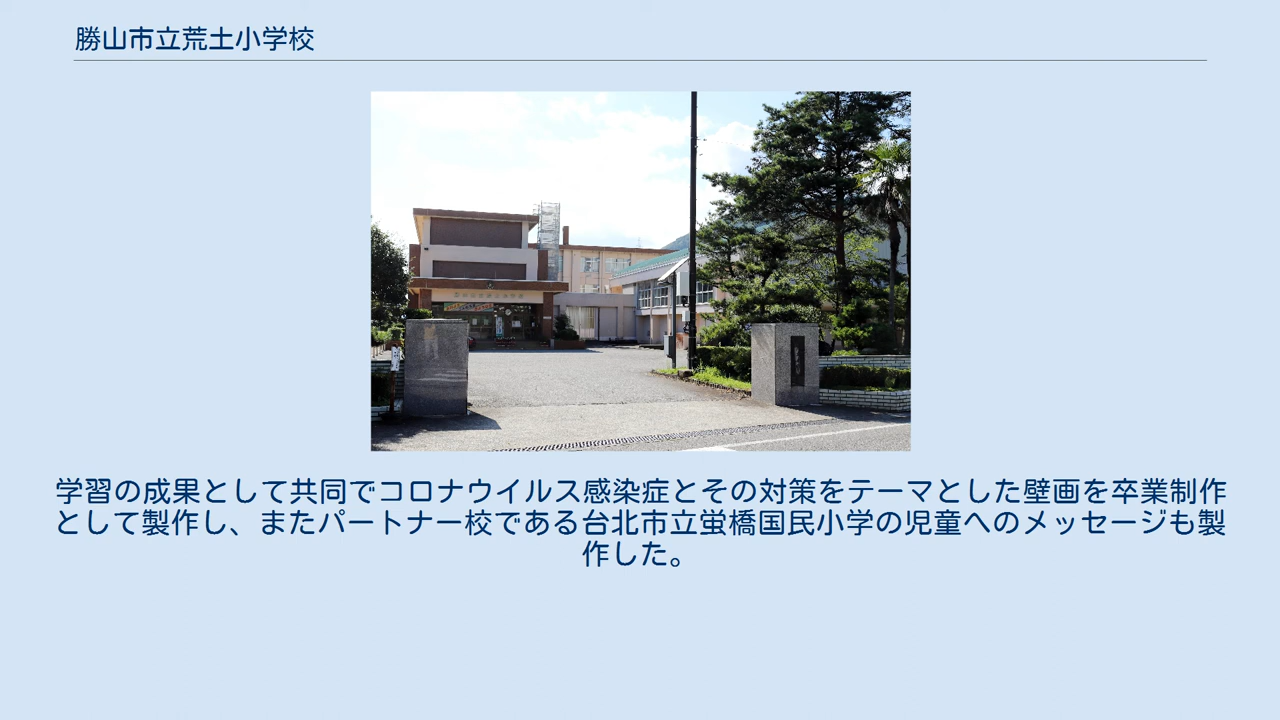 勝山市立荒土小学校
学習の成果として共同でコロナウイルス感染症とその対策をテーマとした壁画を卒業制作
として製作し、またパートナー校である台北市立蛍橋国民小学の児童へのメッセージも製
作した。